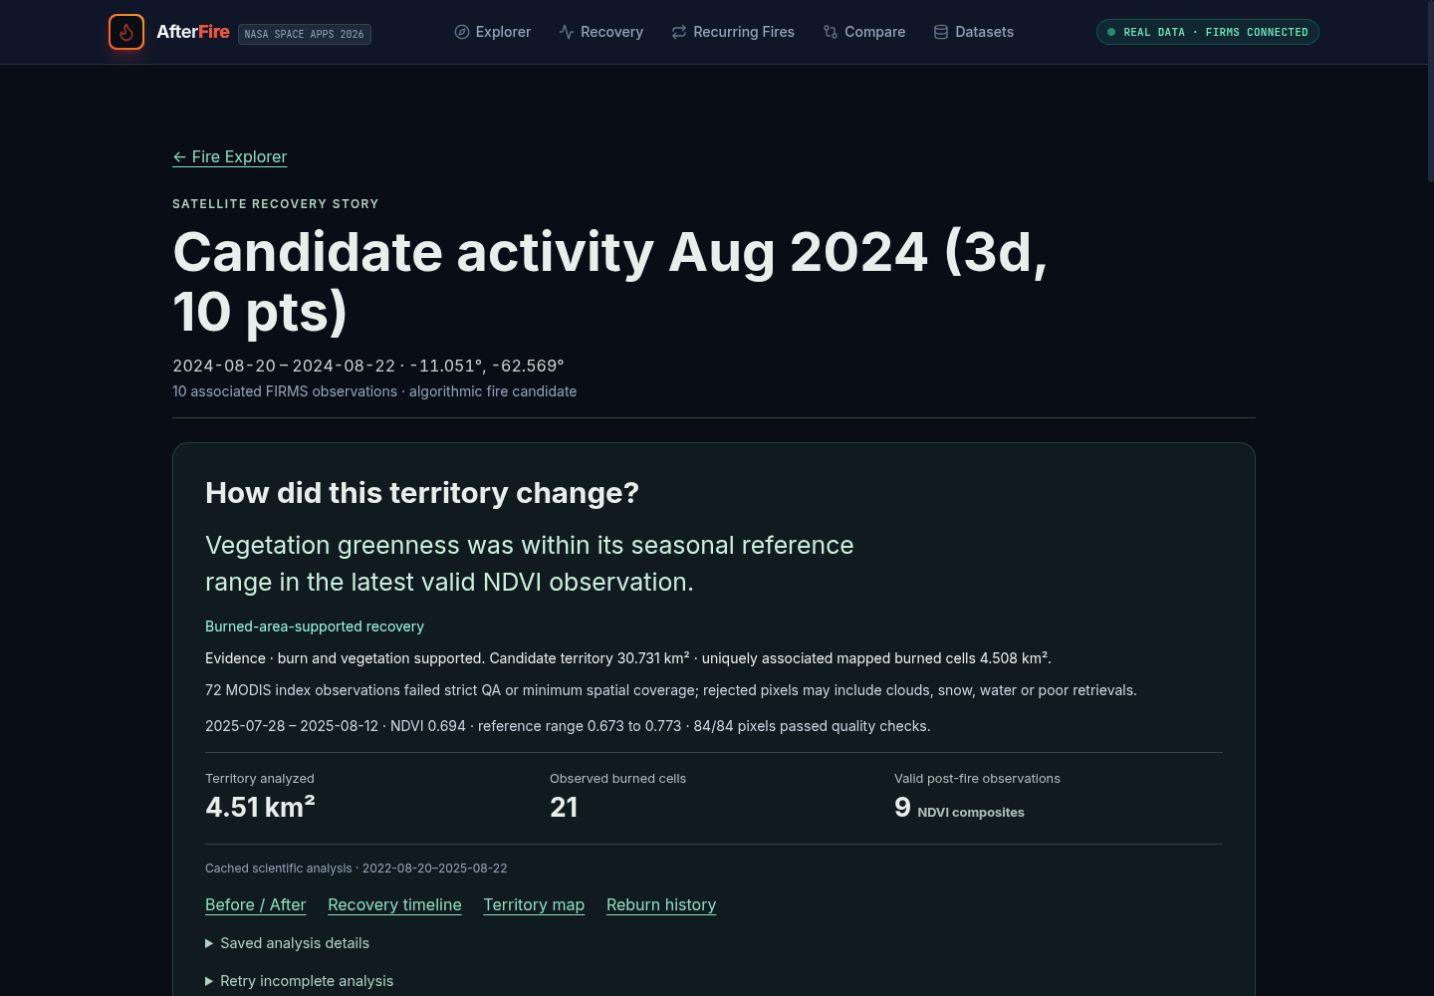 AfterFire NASA SPACE APPS 2026 Explorer Recovery Recurring Fires Compare Datasets REAL DATA · FIRMS CONNECTED
← Fire Explorer
SATELLITE RECOVERY STORY
Candidate activity Aug 2024 (3d,
10 pts)
2024-08-20 – 2024-08-22 · -11.051°, -62.569°
10 associated FIRMS observations · algorithmic fire candidate
How did this territory change?
Vegetation greenness was within its seasonal reference
range in the latest valid NDVI observation.
Burned-area-supported recovery
Evidence · burn and vegetation supported. Candidate territory 30.731 km² · uniquely associated mapped burned cells 4.508 km².
72 MODIS index observations failed strict QA or minimum spatial coverage; rejected pixels may include clouds, snow, water or poor retrievals.
2025-07-28 – 2025-08-12 · NDVI 0.694 · reference range 0.673 to 0.773 · 84/84 pixels passed quality checks.
Territory analyzed Observed burned cells Valid post-fire observations
4.51 km² 21 9 NDVI composites
Cached scientific analysis · 2022-08-20–2025-08-22
Before / After Recovery timeline Territory map Reburn history
▶ Saved analysis details
▶ Retry incomplete analysis